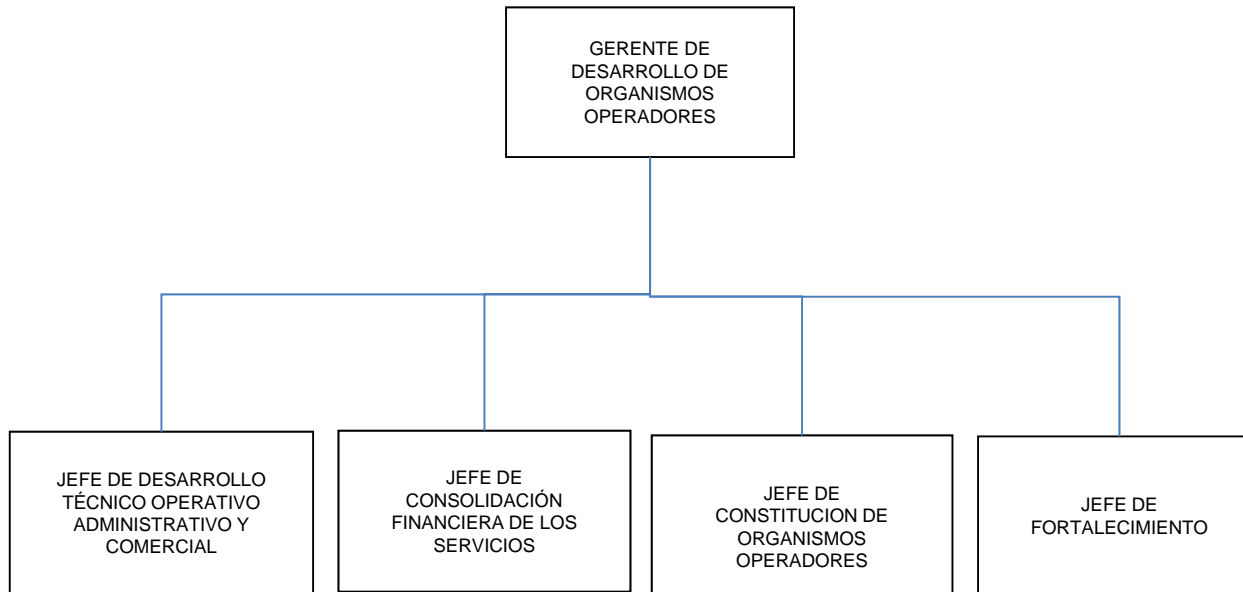 GERENTE DE
DESARROLLO DE
ORGANISMOS
OPERADORES
JEFE DE DESARROLLO
TÉCNICO OPERATIVO
ADMINISTRATIVO Y
COMERCIAL
JEFE DE
CONSOLIDACIÓN
FINANCIERA DE LOS
SERVICIOS
JEFE DE
CONSTITUCION DE
ORGANISMOS
OPERADORES
JEFE DE
FORTALECIMIENTO